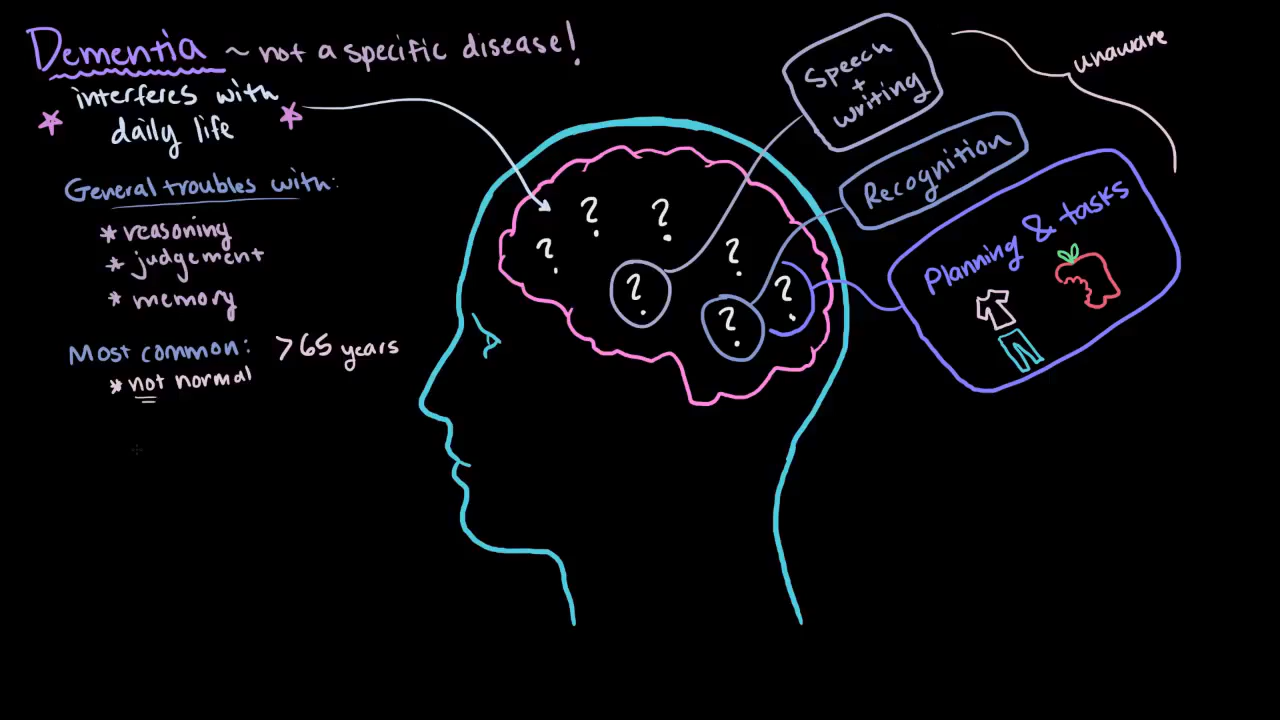 Dementia ~ not a specific disease!
* interferes with *
daily life
General troubles with:
* reasoning
* judgement
* memory
Most common: >65 years
* not normal
? ? ? ? ? ? ?
Speech
+
writing
Recognition
Planning & tasks
unaware